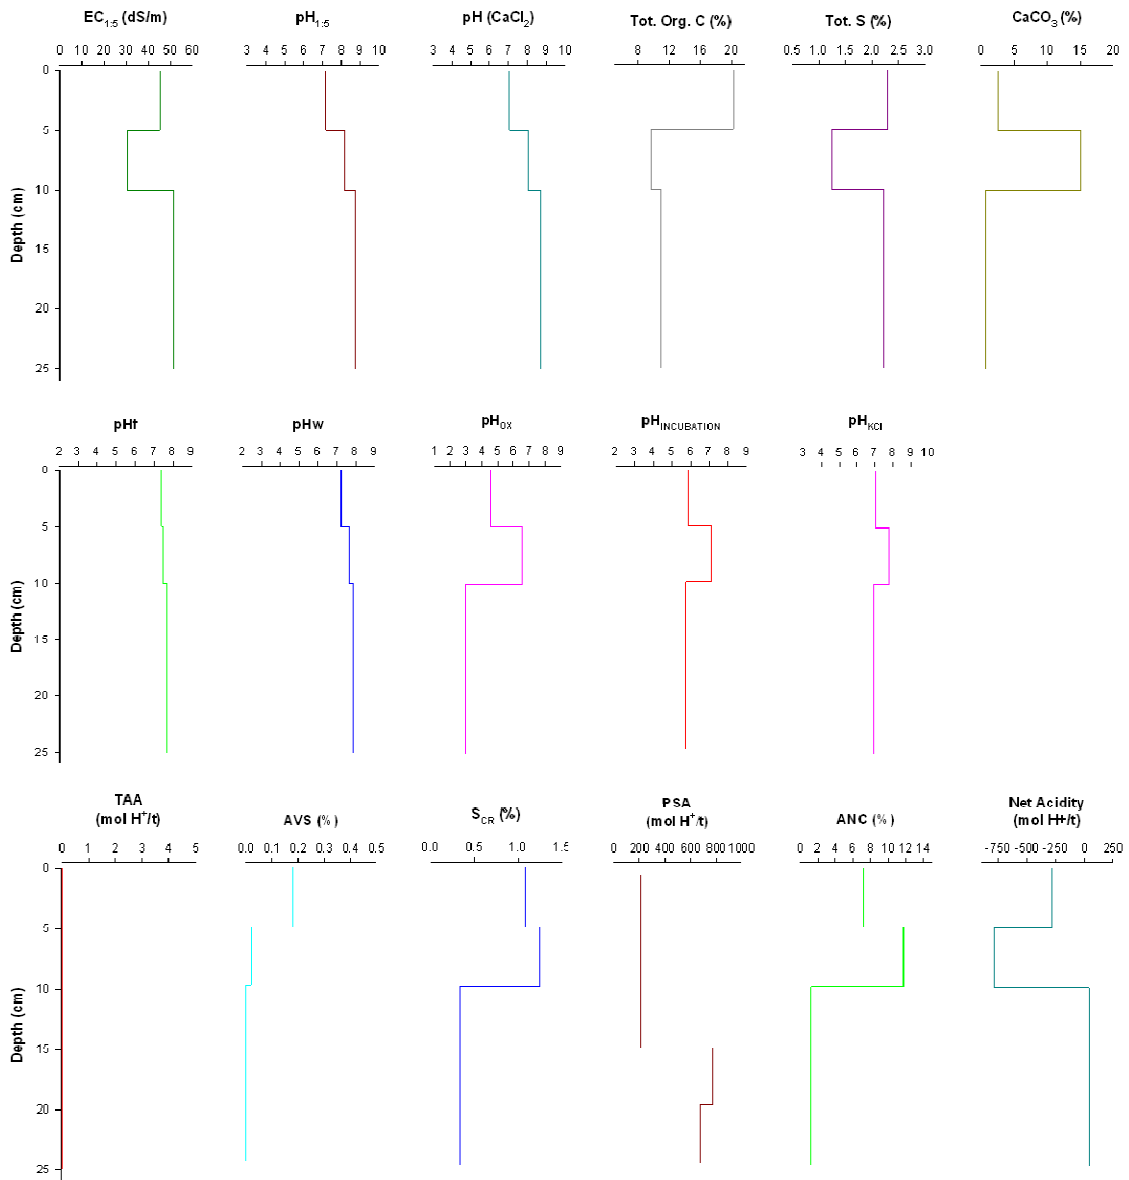 EC1:5 (dS/m)
pH1:5
pH (CaCl2)
Tot. Org. C (%)
Tot. S (%)
CaCO3 (%)
0 10 20 30 40 50 60
3 4 5 6 7 8 9 10
3 4 5 6 7 8 9 10
8 12 16 20
0.5 1.0 1.5 2.0 2.5 3.0
0 5 10 15 20
0
5
10
15
20
25
Depth (cm)
pHf
pHw
pHOX
pHINCUBATION
pHKCl
2 3 4 5 6 7 8 9
2 3 4 5 6 7 8 9
1 2 3 4 5 6 7 8 9
2 3 4 5 6 7 8 9
3 4 5 6 7 8 9 10
0
5
10
15
20
25
Depth (cm)
TAA
(mol H+/t)
AVS (%)
SCR (%)
PSA
(mol H+/t)
ANC (%)
Net Acidity
(mol H+/t)
0 1 2 3 4 5
0.0 0.1 0.2 0.3 0.4 0.5
0.0 0.5 1.0 1.5
0 200 400 600 800 1000
0 2 4 6 8 10 12 14
-750 -500 -250 0 250
0
5
10
15
20
25
Depth (cm)